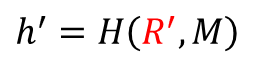 h′ = H(R′, M)